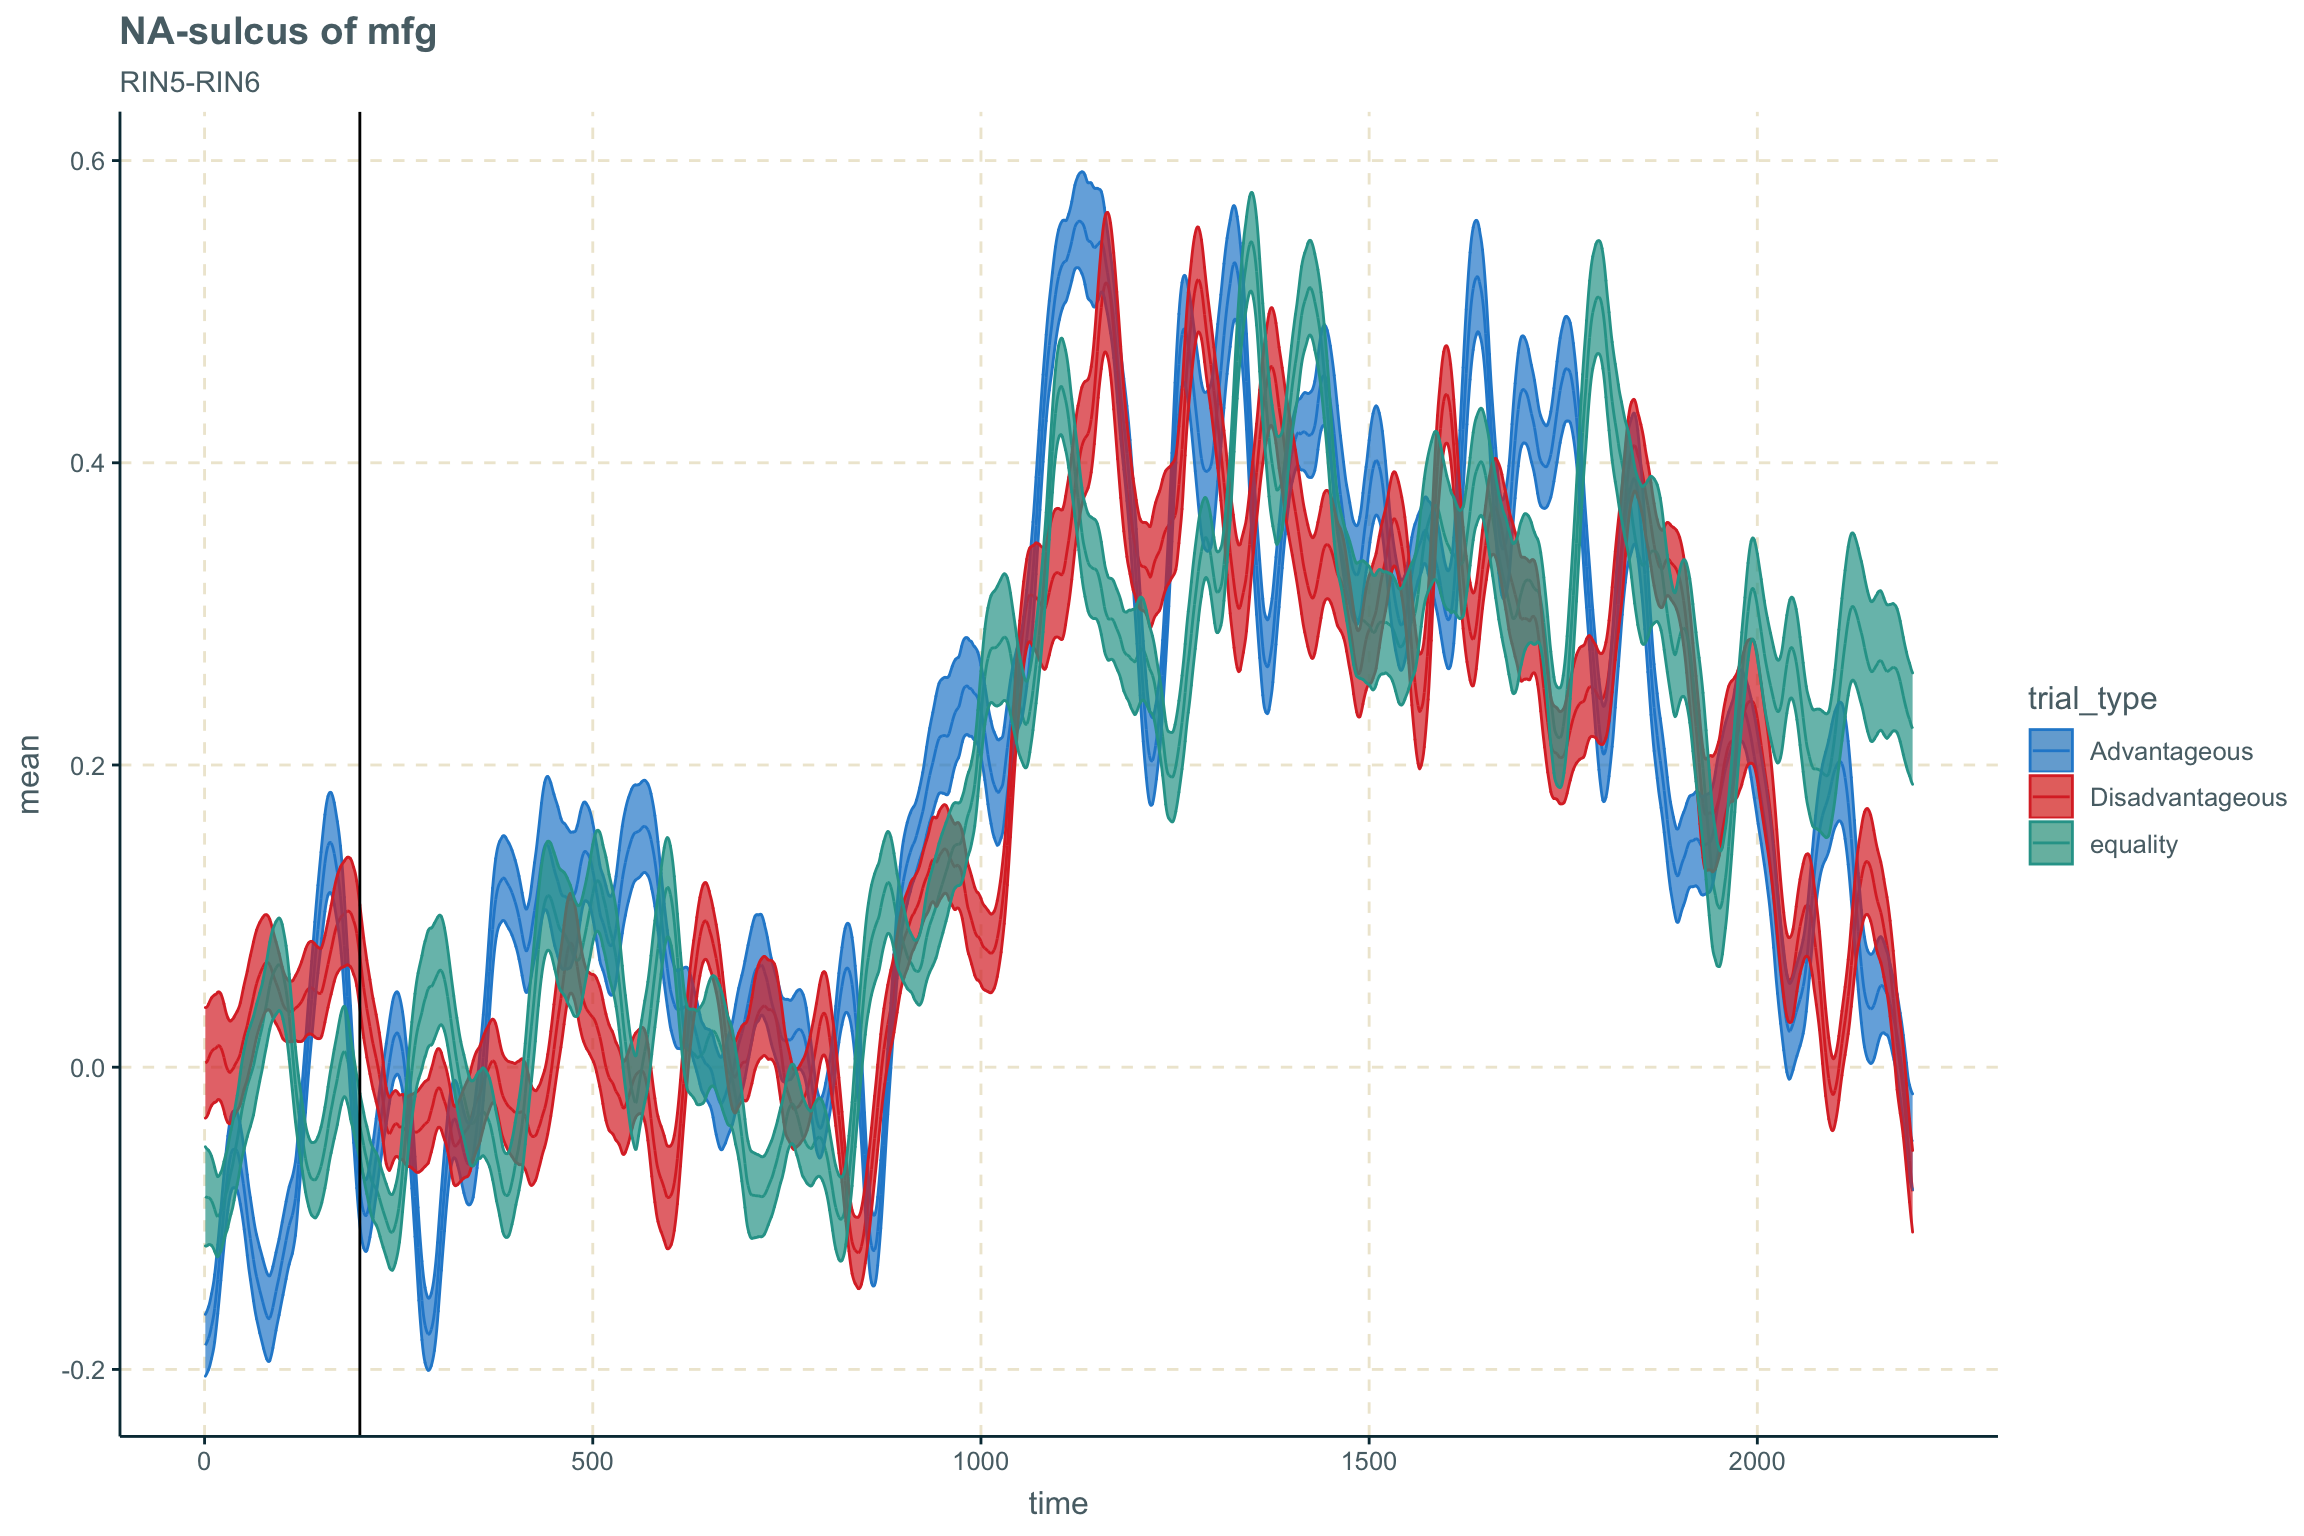 NA-sulcus of mfg
RIN5-RIN6
0.6
0.4
0.2
0.0
-0.2
mean
0
500
1000
1500
2000
time
trial_type
Advantageous
Disadvantageous
equality